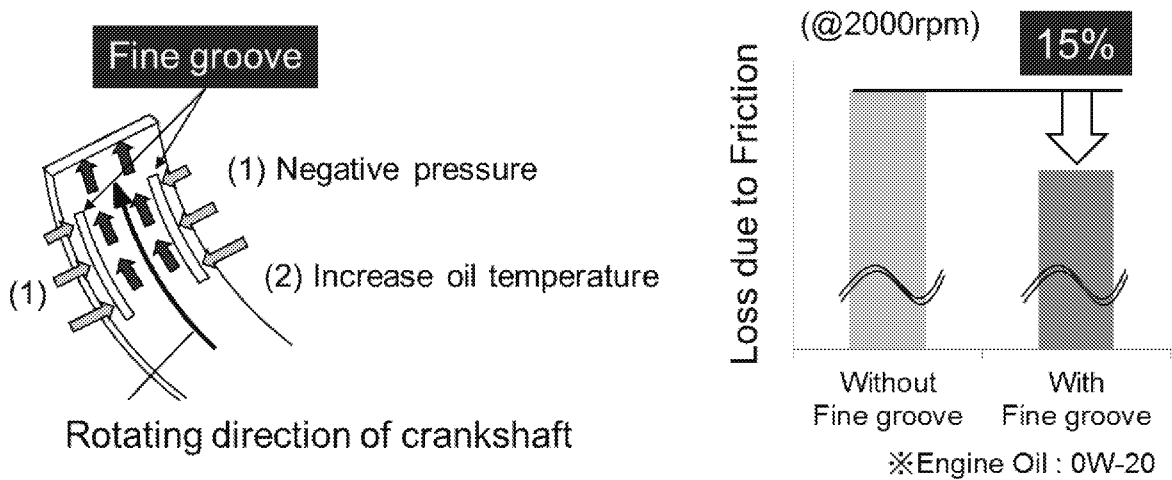 Fine groove
(1) Negative pressure
(2) Increase oil temperature
(1)
Rotating direction of crankshaft
(@2000rpm)
15%
Loss due to Friction
Without
Fine groove
With
Fine groove
※Engine Oil : 0W-20